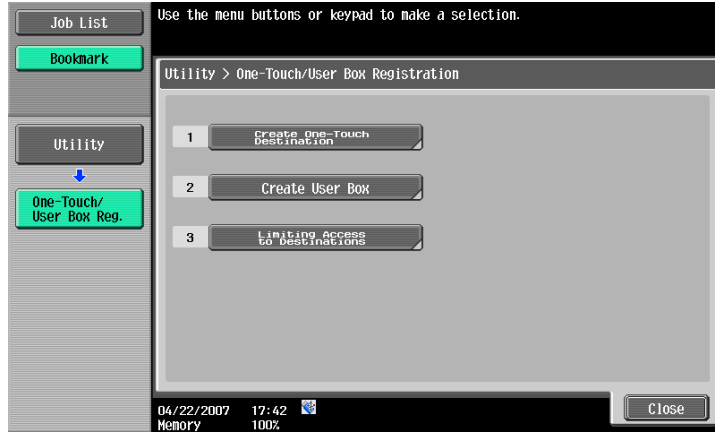 Job List
Bookmark
Utility
One-Touch/
User Box Reg.
Use the menu buttons or keypad to make a selection.
Utility > One-Touch/User Box Registration
1 Create One-Touch
Destination
2 Create User Box
3 Limiting Access
to Destinations
04/22/2007 17:42
Memory 100%
Close